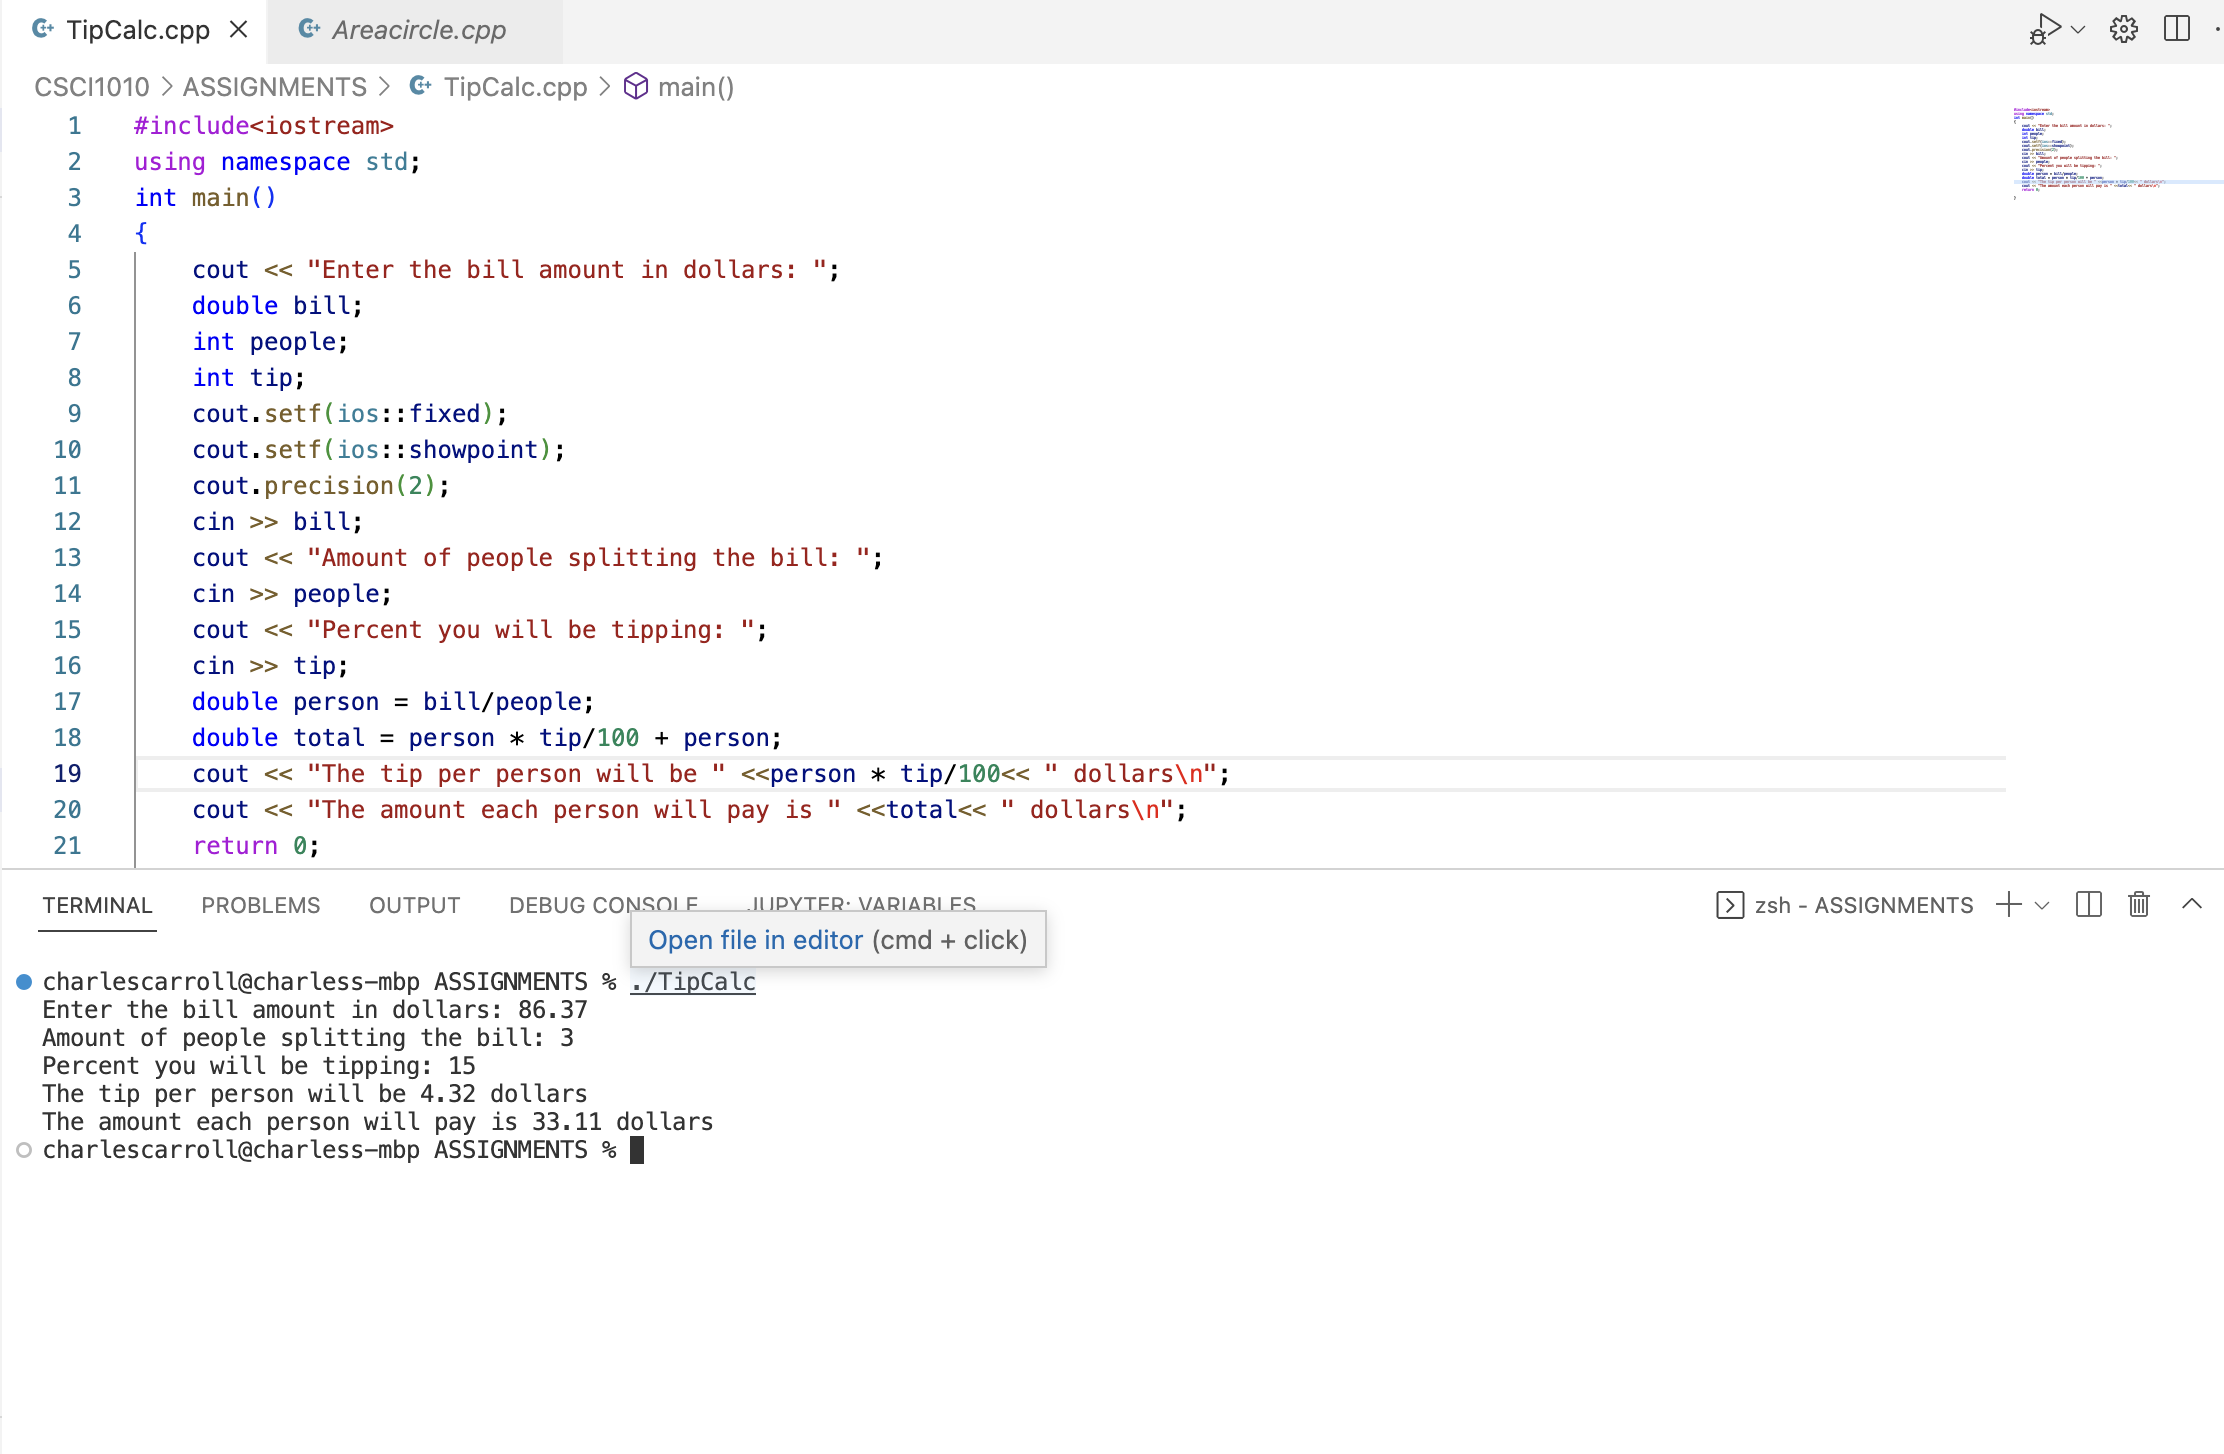 TipCalc.cpp Areacircle.cpp
CSCI1010 > ASSIGNMENTS > TipCalc.cpp > main()
1 #include<iostream>
2 using namespace std;
3 int main()
4 {
5 cout << "Enter the bill amount in dollars: ";
6 double bill;
7 int people;
8 int tip;
9 cout.setf(ios::fixed);
10 cout.setf(ios::showpoint);
11 cout.precision(2);
12 cin >> bill;
13 cout << "Amount of people splitting the bill: ";
14 cin >> people;
15 cout << "Percent you will be tipping: ";
16 cin >> tip;
17 double person = bill/people;
18 double total = person * tip/100 + person;
19 cout << "The tip per person will be " <<person * tip/100<< " dollars\n";
20 cout << "The amount each person will pay is " <<total<< " dollars\n";
21 return 0;
TERMINAL PROBLEMS OUTPUT DEBUG CONSOLE JUPYTER: VARIABLES zsh - ASSIGNMENTS
Open file in editor (cmd + click)
charlescarroll@charless-mbp ASSIGNMENTS % ./TipCalc
Enter the bill amount in dollars: 86.37
Amount of people splitting the bill: 3
Percent you will be tipping: 15
The tip per person will be 4.32 dollars
The amount each person will pay is 33.11 dollars
charlescarroll@charless-mbp ASSIGNMENTS %